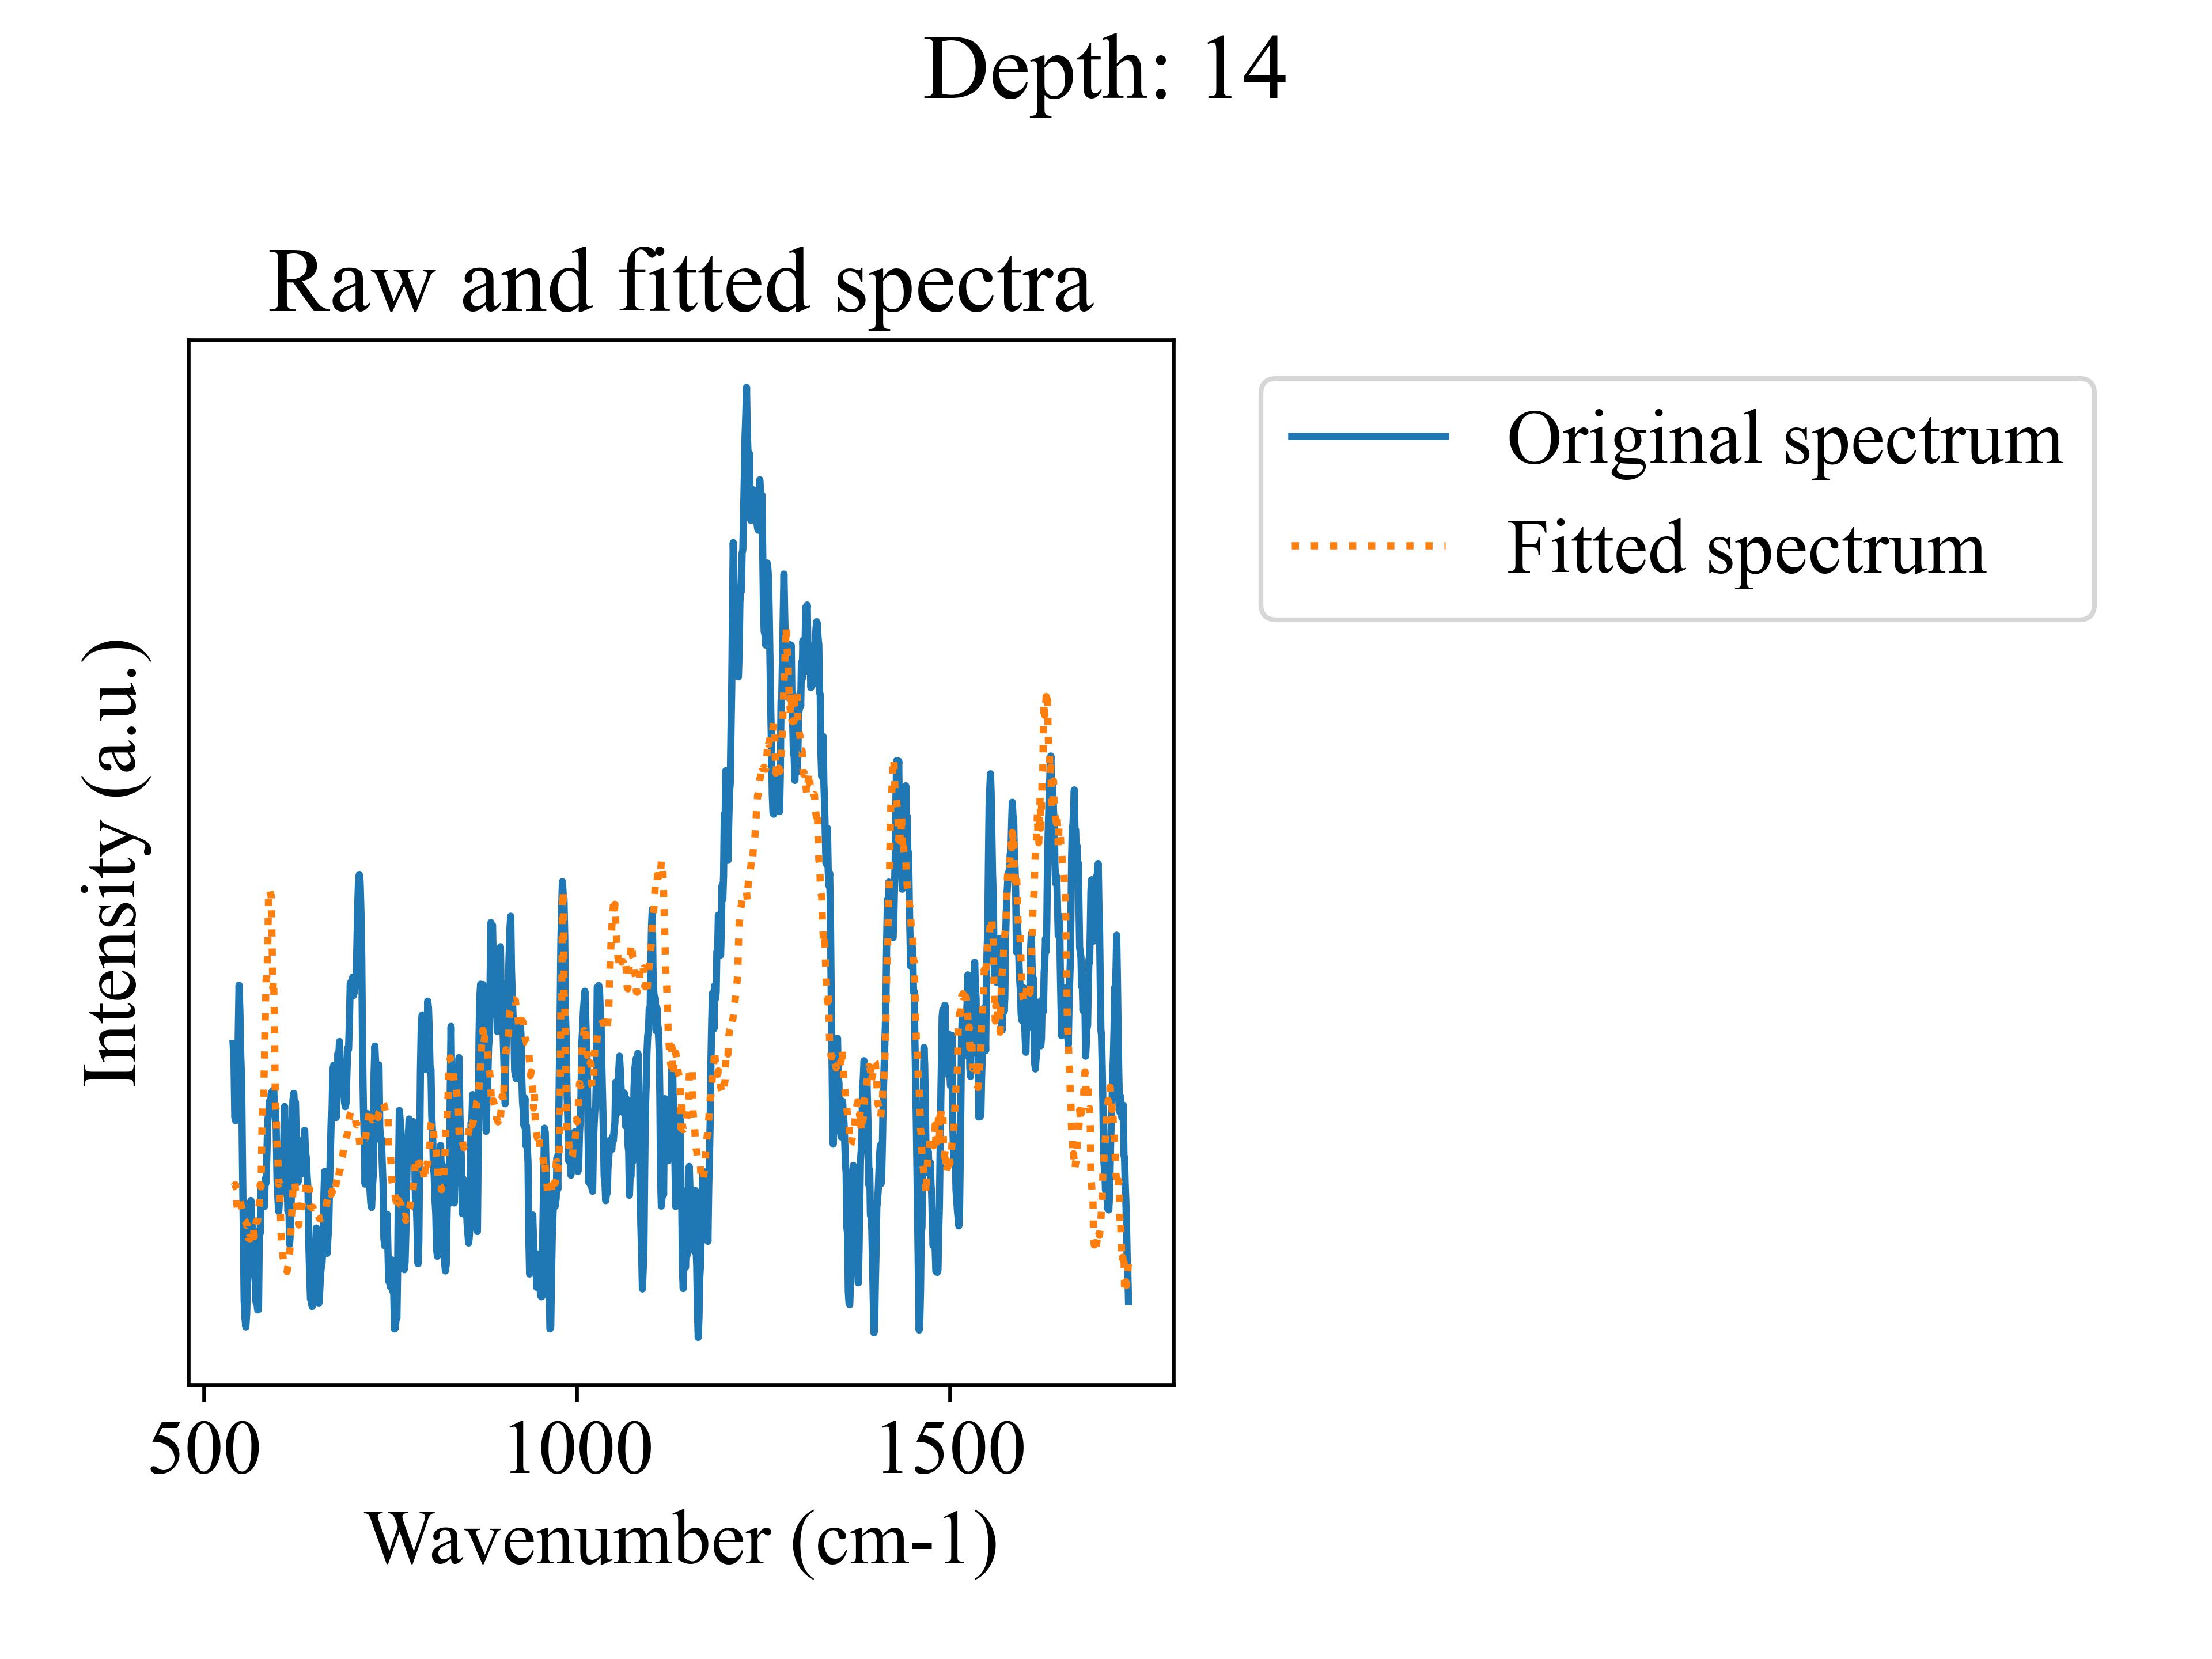 Depth: 14
Raw and fitted spectra
Original spectrum
Fitted spectrum
Intensity (a.u.)
500 1000 1500
Wavenumber (cm-1)